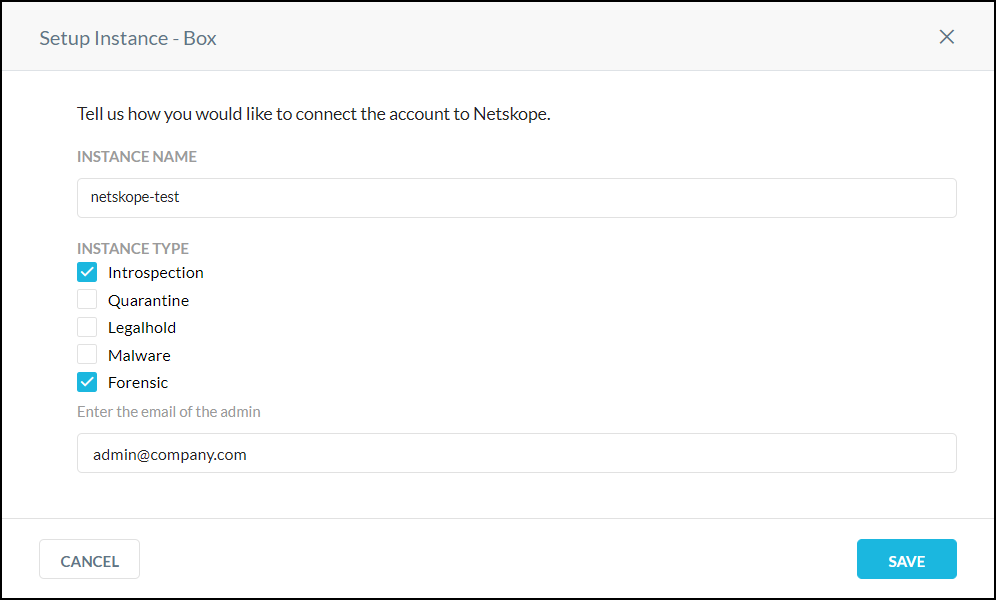 Setup Instance - Box
Tell us how you would like to connect the account to Netskope.
INSTANCE NAME
netskope-test
INSTANCE TYPE
Introspection
Quarantine
Legalhold
Malware
Forensic
Enter the email of the admin
admin@company.com
CANCEL
SAVE